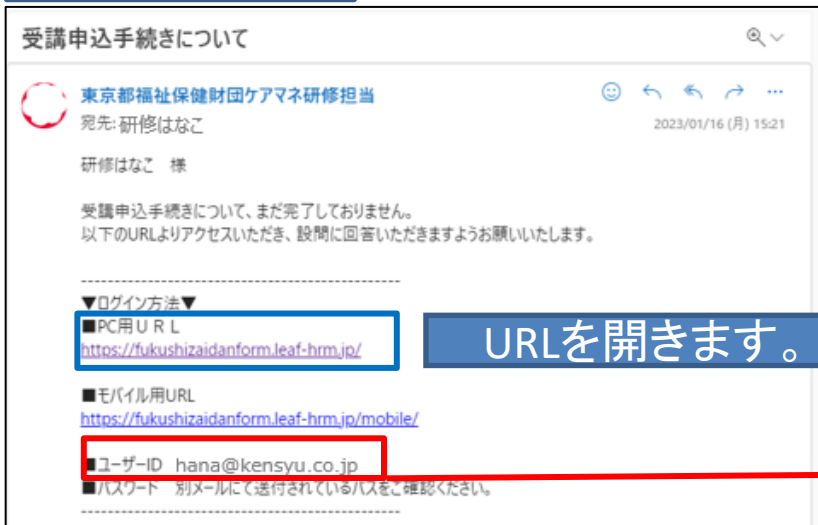 受講申込手続きについて
東京都福祉保健財団ケアマネ研修担当
宛先: 研修はなこ
2023/01/16 (月) 15:21
研修はなこ 様
受講申込手続きについて、まだ完了しておりません。
以下のURLよりアクセスいただき、設問に回答いただきますようお願いいたします。
------------------------------------------------
▼ログイン方法▼
■PC用ＵＲＬ
https://fukushizaidanform.leaf-hrm.jp/
URLを開きます。
■モバイル用URL
https://fukushizaidanform.leaf-hrm.jp/mobile/
■ユーザーID hana@kensyu.co.jp
■パスワード 別メールにて送付されているパスをご確認ください。
------------------------------------------------